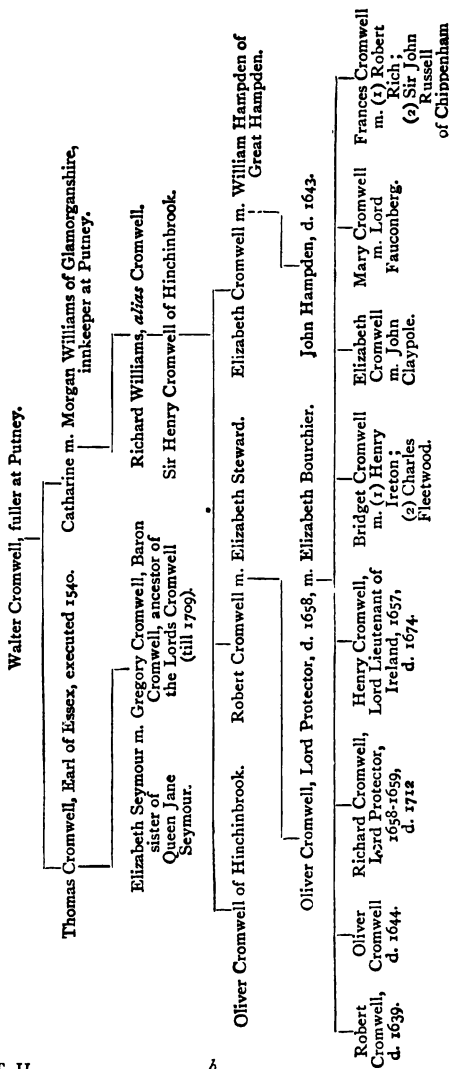 Walter Cromwell, fuller at Putney.
Thomas Cromwell, Earl of Essex, executed 1540.
Catharine m. Morgan Williams of Glamorganshire,
innkeeper at Putney.
Elizabeth Seymour m. Gregory Cromwell, Baron
sister of
Queen Jane
Seymour.
Cromwell, ancestor of
the Lords Cromwell
(till 1709).
Richard Williams, alias Cromwell.
Sir Henry Cromwell of Hinchinbrook.
Oliver Cromwell of Hinchinbrook.
Robert Cromwell m. Elizabeth Steward.
Elizabeth Cromwell m. William Hampden of
Great Hampden.
Oliver Cromwell, Lord Protector, d. 1658, m. Elizabeth Bourchier.
John Hampden, d. 1643.
Robert
Cromwell,
d. 1639.
Oliver
Cromwell
d. 1644.
Richard Cromwell,
Lord Protector,
1658-1659,
d. 1712
Henry Cromwell,
Lord Lieutenant of
Ireland, 1657,
d. 1674.
Bridget Cromwell
m. (1) Henry
Ireton;
(2) Charles
Fleetwood.
Elizabeth
Cromwell
m. John
Claypole.
Mary Cromwell
m. Lord
Fauconberg.
Frances Cromwell
m. (1) Robert
Rich;
(2) Sir John
Russell
of Chippenham
b